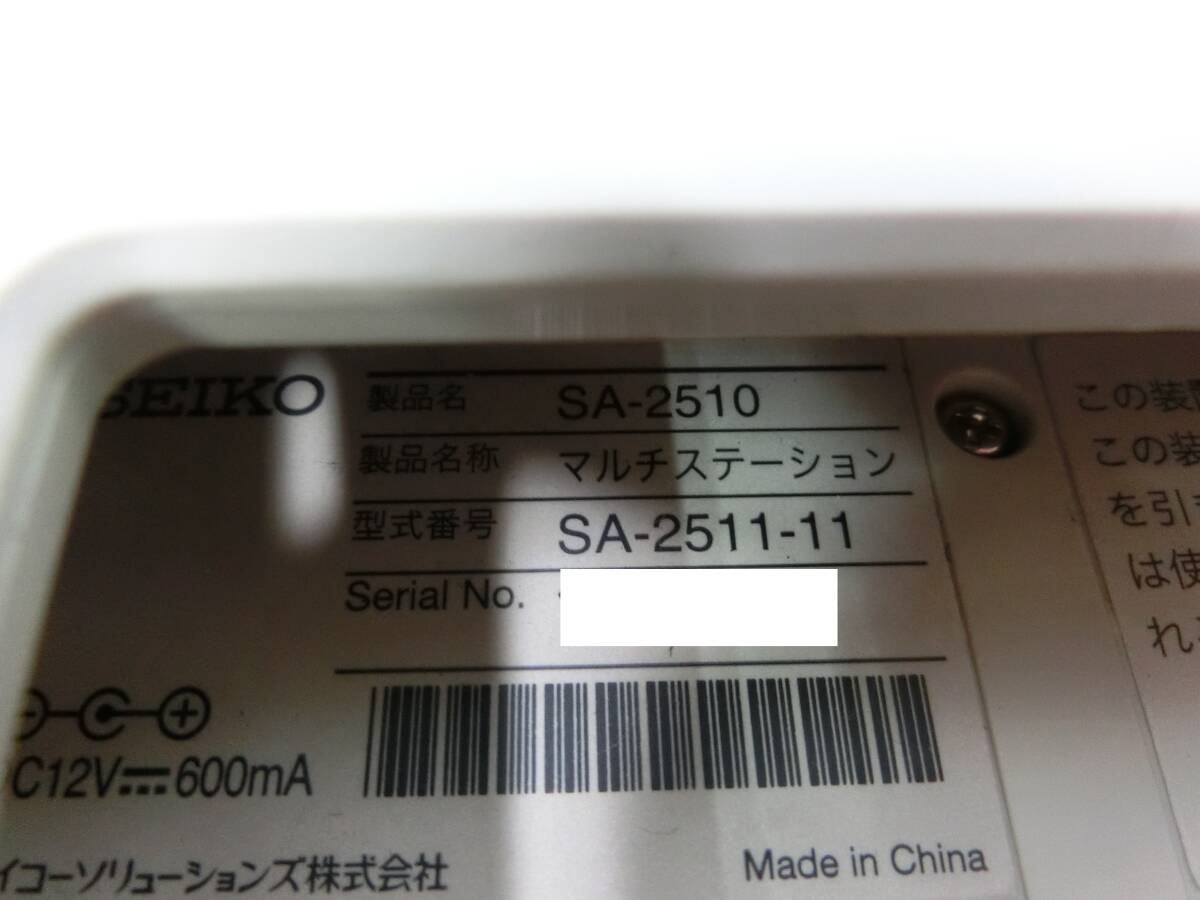 SEIKO
製品名 SA-2510
製品名称 マルチステーション
型式番号 SA-2511-11
Serial No.
C12V⎓600mA
イコーソリューションズ株式会社
Made in China
この装
この装
を引
は使
れ